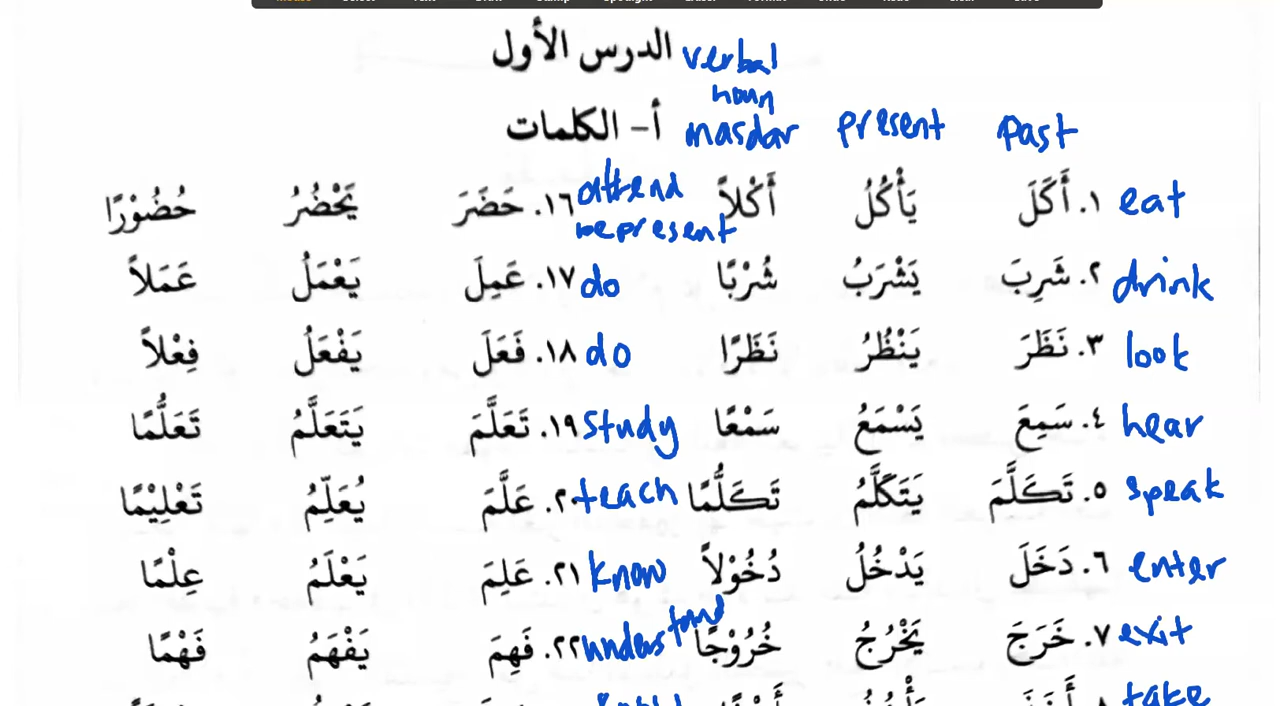 الدرس الأول
verbal
noun
أ- الكلمات masdar present Past
١. أَكَلَ يَأْكُلُ أَكْلاً eat
١٦. حَضَرَ يَحْضُرُ حُضُوْرًا attend
be present
٢. شَرِبَ يَشْرَبُ شُرْبًا drink
١٧. عَمِلَ يَعْمَلُ عَمَلاً do
٣. نَظَرَ يَنْظُرُ نَظَرًا look
١٨. فَعَلَ يَفْعَلُ فِعْلاً do
٤. سَمِعَ يَسْمَعُ سَمْعًا hear
١٩. تَعَلَّمَ يَتَعَلَّمُ تَعَلُّمًا study
٥. تَكَلَّمَ يَتَكَلَّمُ تَكَلُّمًا speak
٢٠. عَلَّمَ يُعَلِّمُ تَعْلِيْمًا teach
٦. دَخَلَ يَدْخُلُ دُخُوْلاً enter
٢١. عَلِمَ يَعْلَمُ عِلْمًا know
٧. خَرَجَ يَخْرُجُ خُرُوْجًا exit
٢٢. فَهِمَ يَفْهَمُ فَهْمًا understand
take